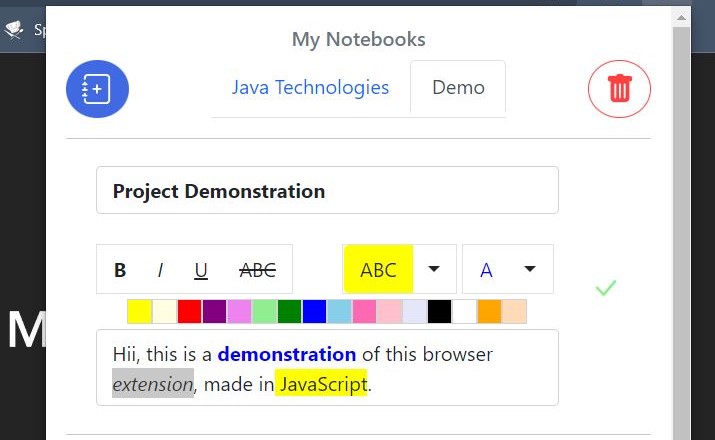 Sp
My Notebooks
Java Technologies
Demo
Project Demonstration
B I U ABC ABC A
M
Hii, this is a demonstration of this browser
extension, made in JavaScript.